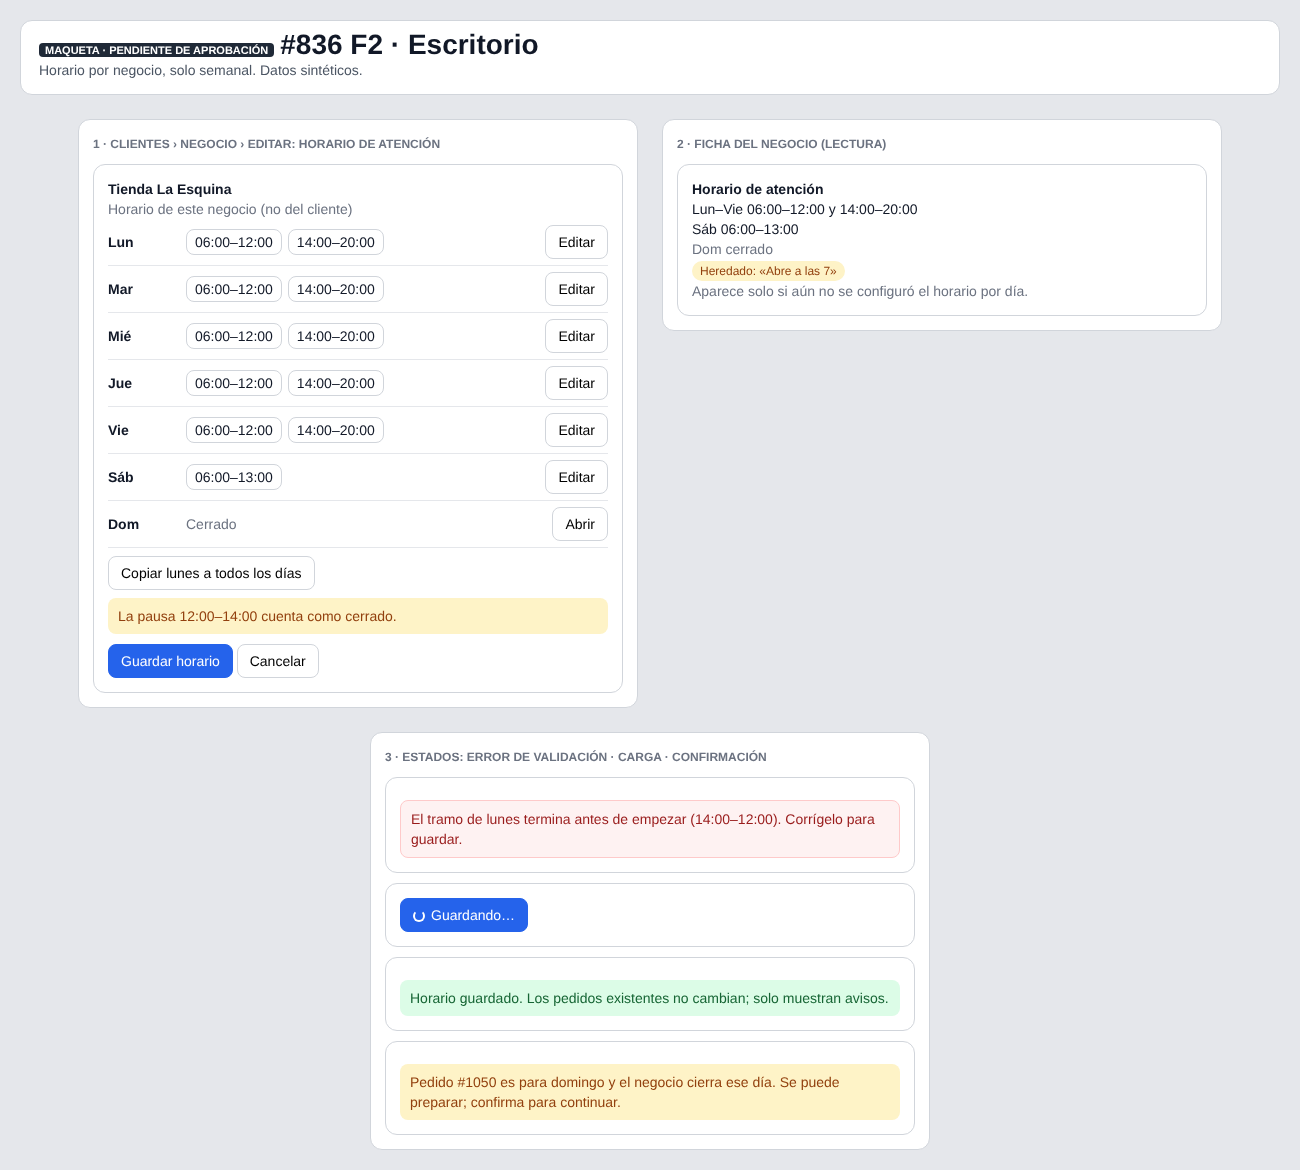 MAQUETA · PENDIENTE DE APROBACIÓN #836 F2 · Escritorio
Horario por negocio, solo semanal. Datos sintéticos.
1 · CLIENTES › NEGOCIO › EDITAR: HORARIO DE ATENCIÓN
Tienda La Esquina
Horario de este negocio (no del cliente)
Lun 06:00–12:00 14:00–20:00 Editar
Mar 06:00–12:00 14:00–20:00 Editar
Mié 06:00–12:00 14:00–20:00 Editar
Jue 06:00–12:00 14:00–20:00 Editar
Vie 06:00–12:00 14:00–20:00 Editar
Sáb 06:00–13:00 Editar
Dom Cerrado Abrir
Copiar lunes a todos los días
La pausa 12:00–14:00 cuenta como cerrado.
Guardar horario Cancelar
2 · FICHA DEL NEGOCIO (LECTURA)
Horario de atención
Lun–Vie 06:00–12:00 y 14:00–20:00
Sáb 06:00–13:00
Dom cerrado
Heredado: «Abre a las 7»
Aparece solo si aún no se configuró el horario por día.
3 · ESTADOS: ERROR DE VALIDACIÓN · CARGA · CONFIRMACIÓN
El tramo de lunes termina antes de empezar (14:00–12:00). Corrígelo para
guardar.
Guardando…
Horario guardado. Los pedidos existentes no cambian; solo muestran avisos.
Pedido #1050 es para domingo y el negocio cierra ese día. Se puede
preparar; confirma para continuar.